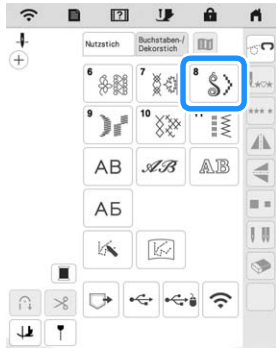 ?
Nutzstich
Buchstaben-/
Dekorstich
6
7
8
9
10
11
AB
AB
AB
АБ